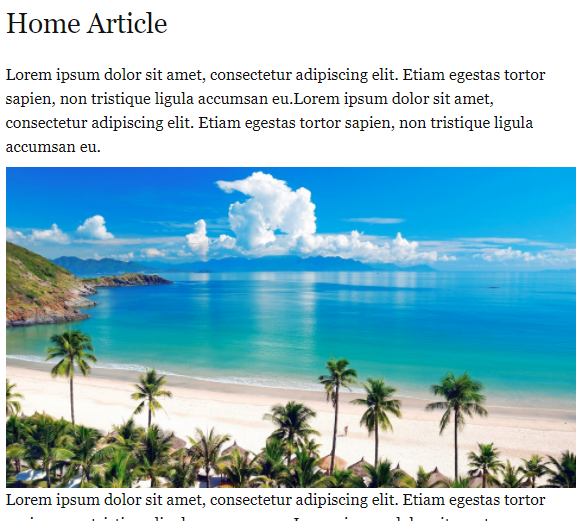 Home Article
Lorem ipsum dolor sit amet, consectetur adipiscing elit. Etiam egestas tortor
sapien, non tristique ligula accumsan eu.Lorem ipsum dolor sit amet,
consectetur adipiscing elit. Etiam egestas tortor sapien, non tristique ligula
accumsan eu.
Lorem ipsum dolor sit amet, consectetur adipiscing elit. Etiam egestas tortor